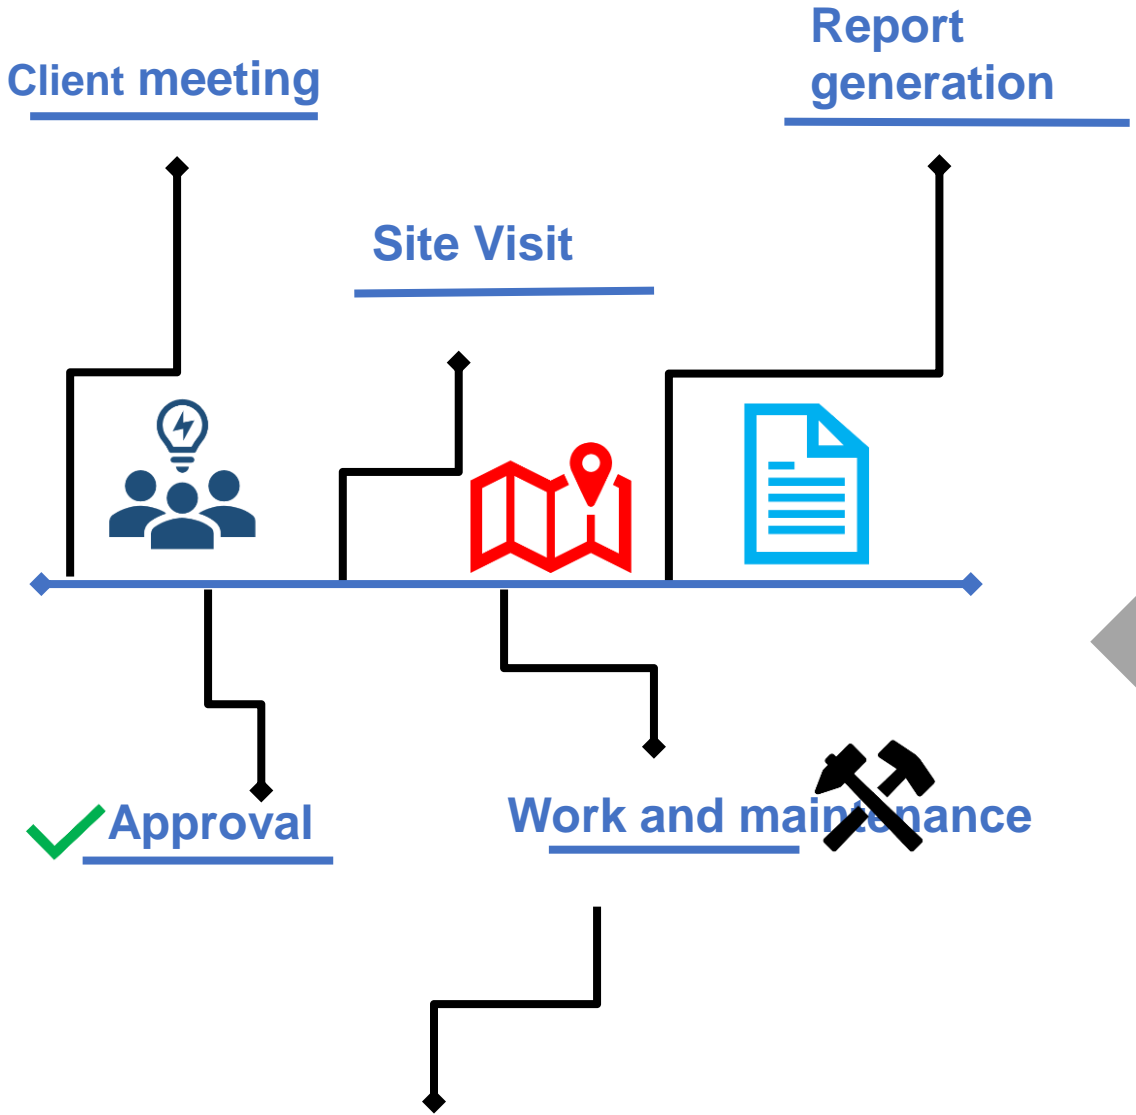 Report
generation
Client meeting
Site Visit
Approval
Work and maintenance